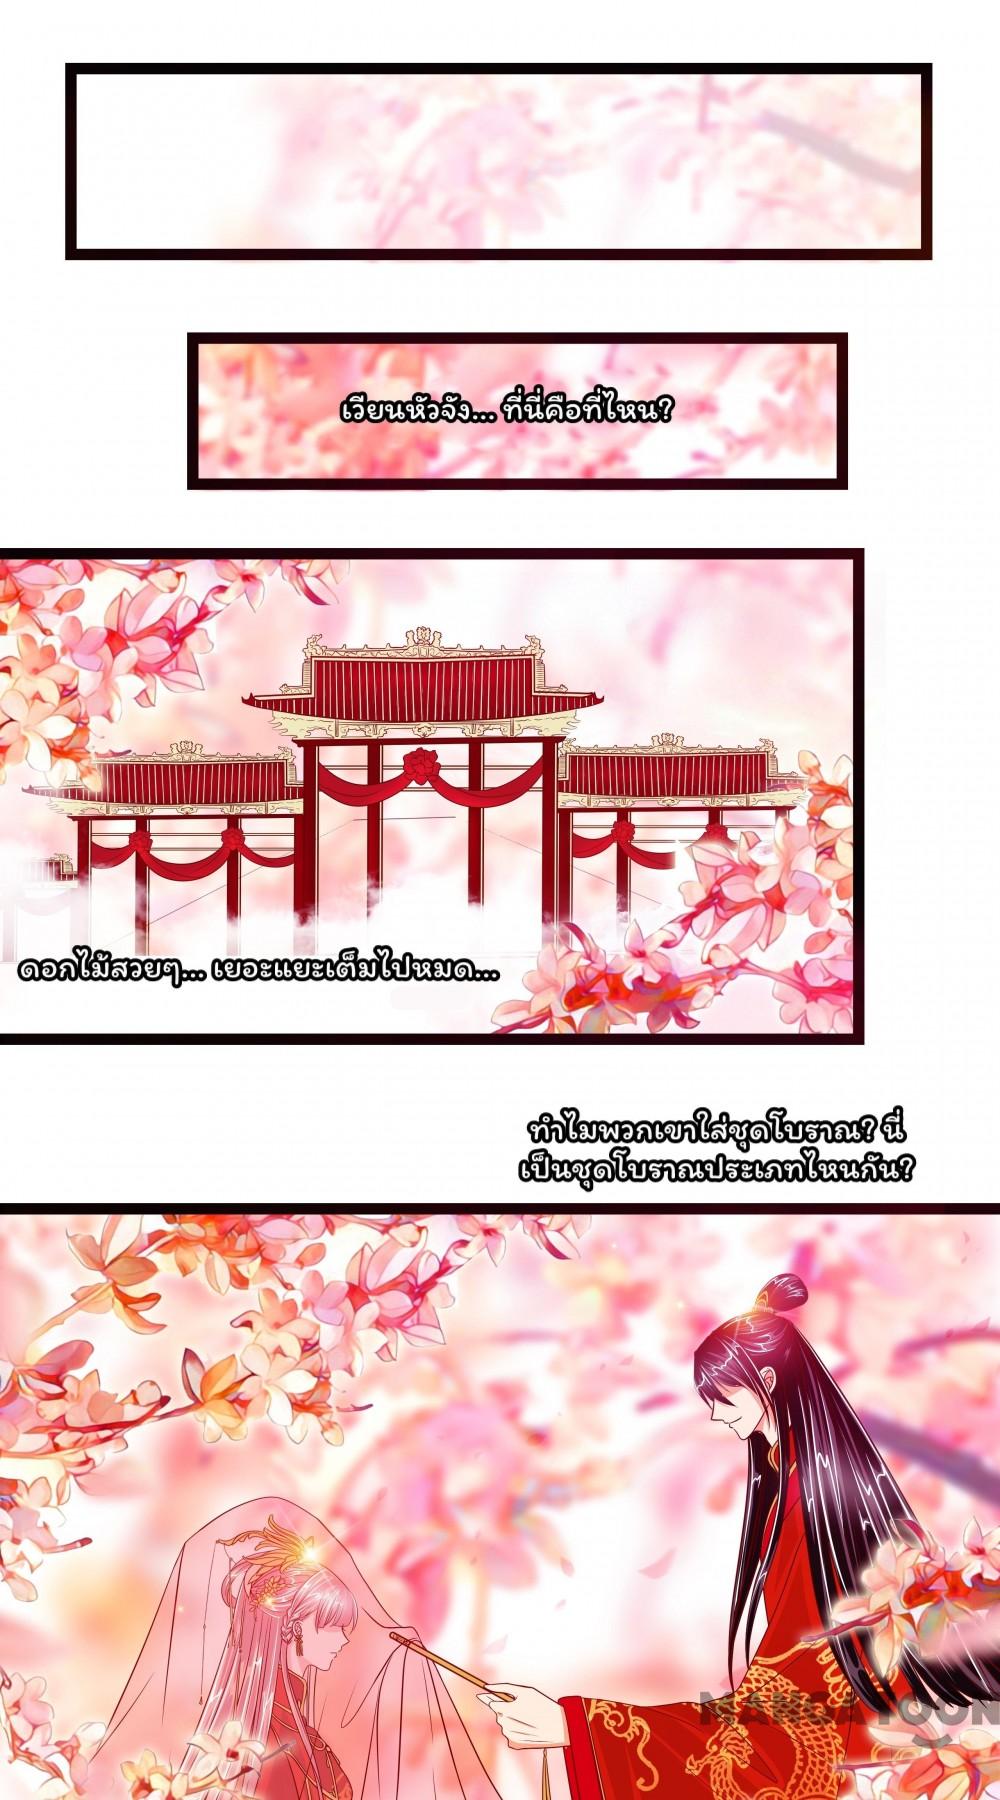 เวียนหัวจัง... ที่นี่คือที่ไหน?
ดอกไม้สวยๆ... เยอะแยะเต็มไปหมด...
ทำไมพวกเขาใส่ชุดโบราณ? นี่
เป็นชุดโบราณประเภทไหนกัน?
MANGATOON